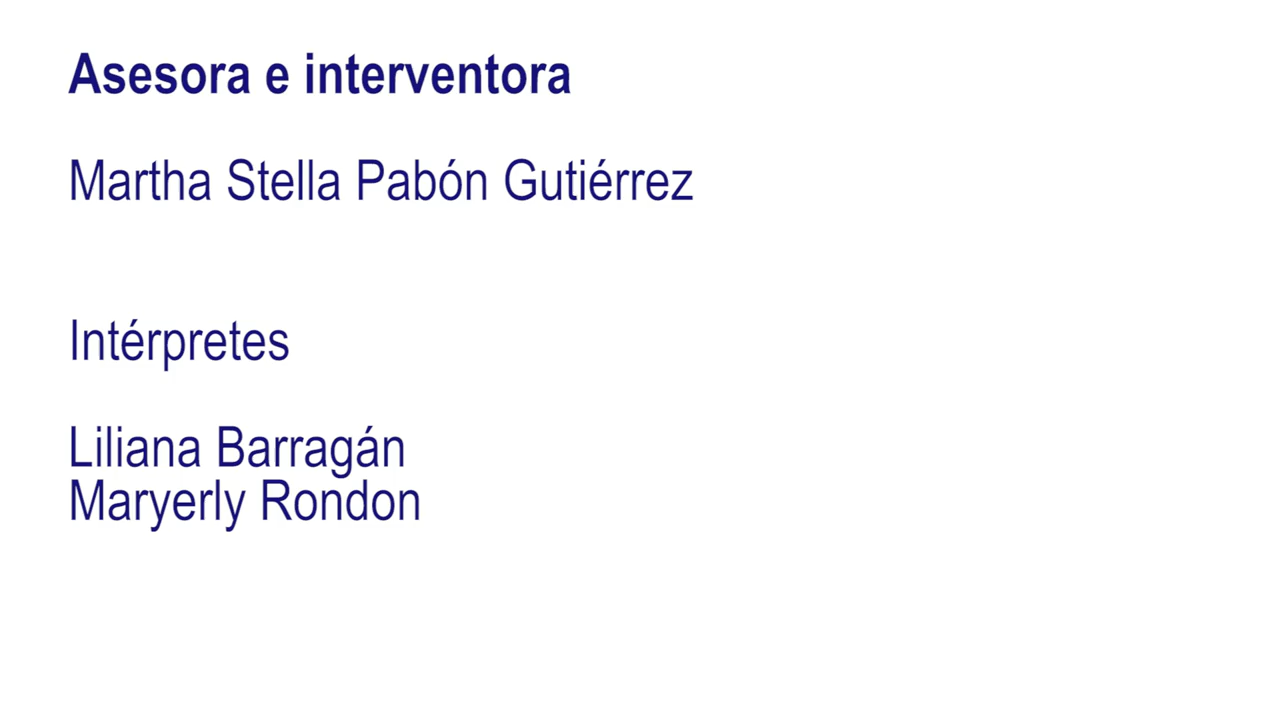 Asesora e interventora
Martha Stella Pabón Gutiérrez
Intérpretes
Liliana Barragán
Maryerly Rondon